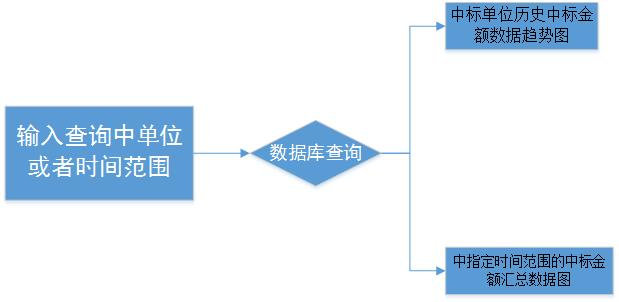 中标单位历史中标金
额数据趋势图
输入查询中单位
或者时间范围
数据库查询
中指定时间范围的中标金
额汇总数据图